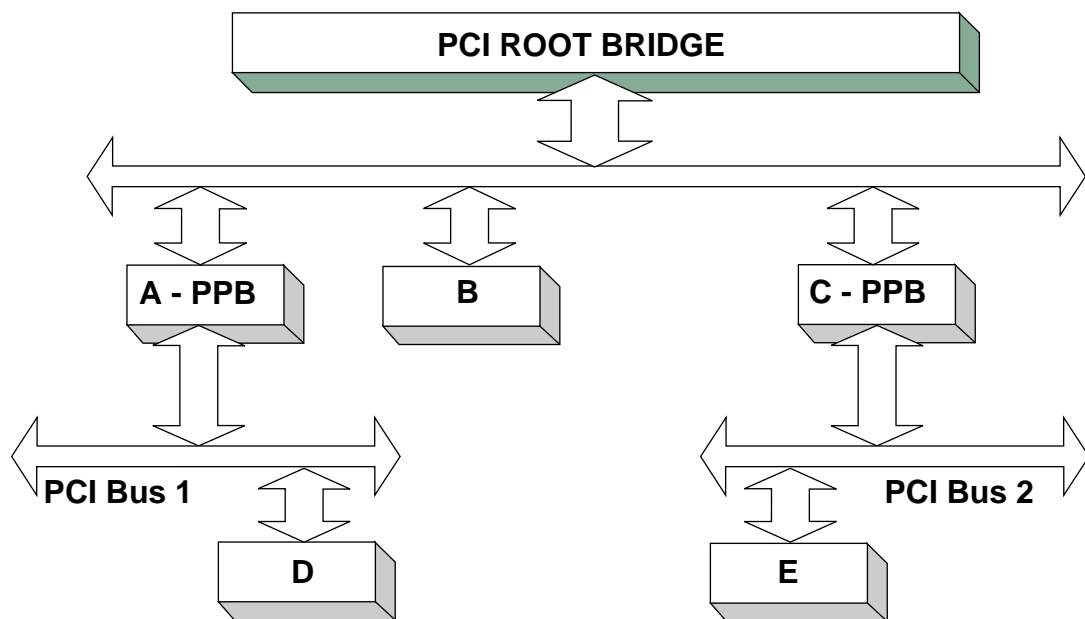 PCI ROOT BRIDGE
A - PPB
B
C - PPB
PCI Bus 1
PCI Bus 2
D
E